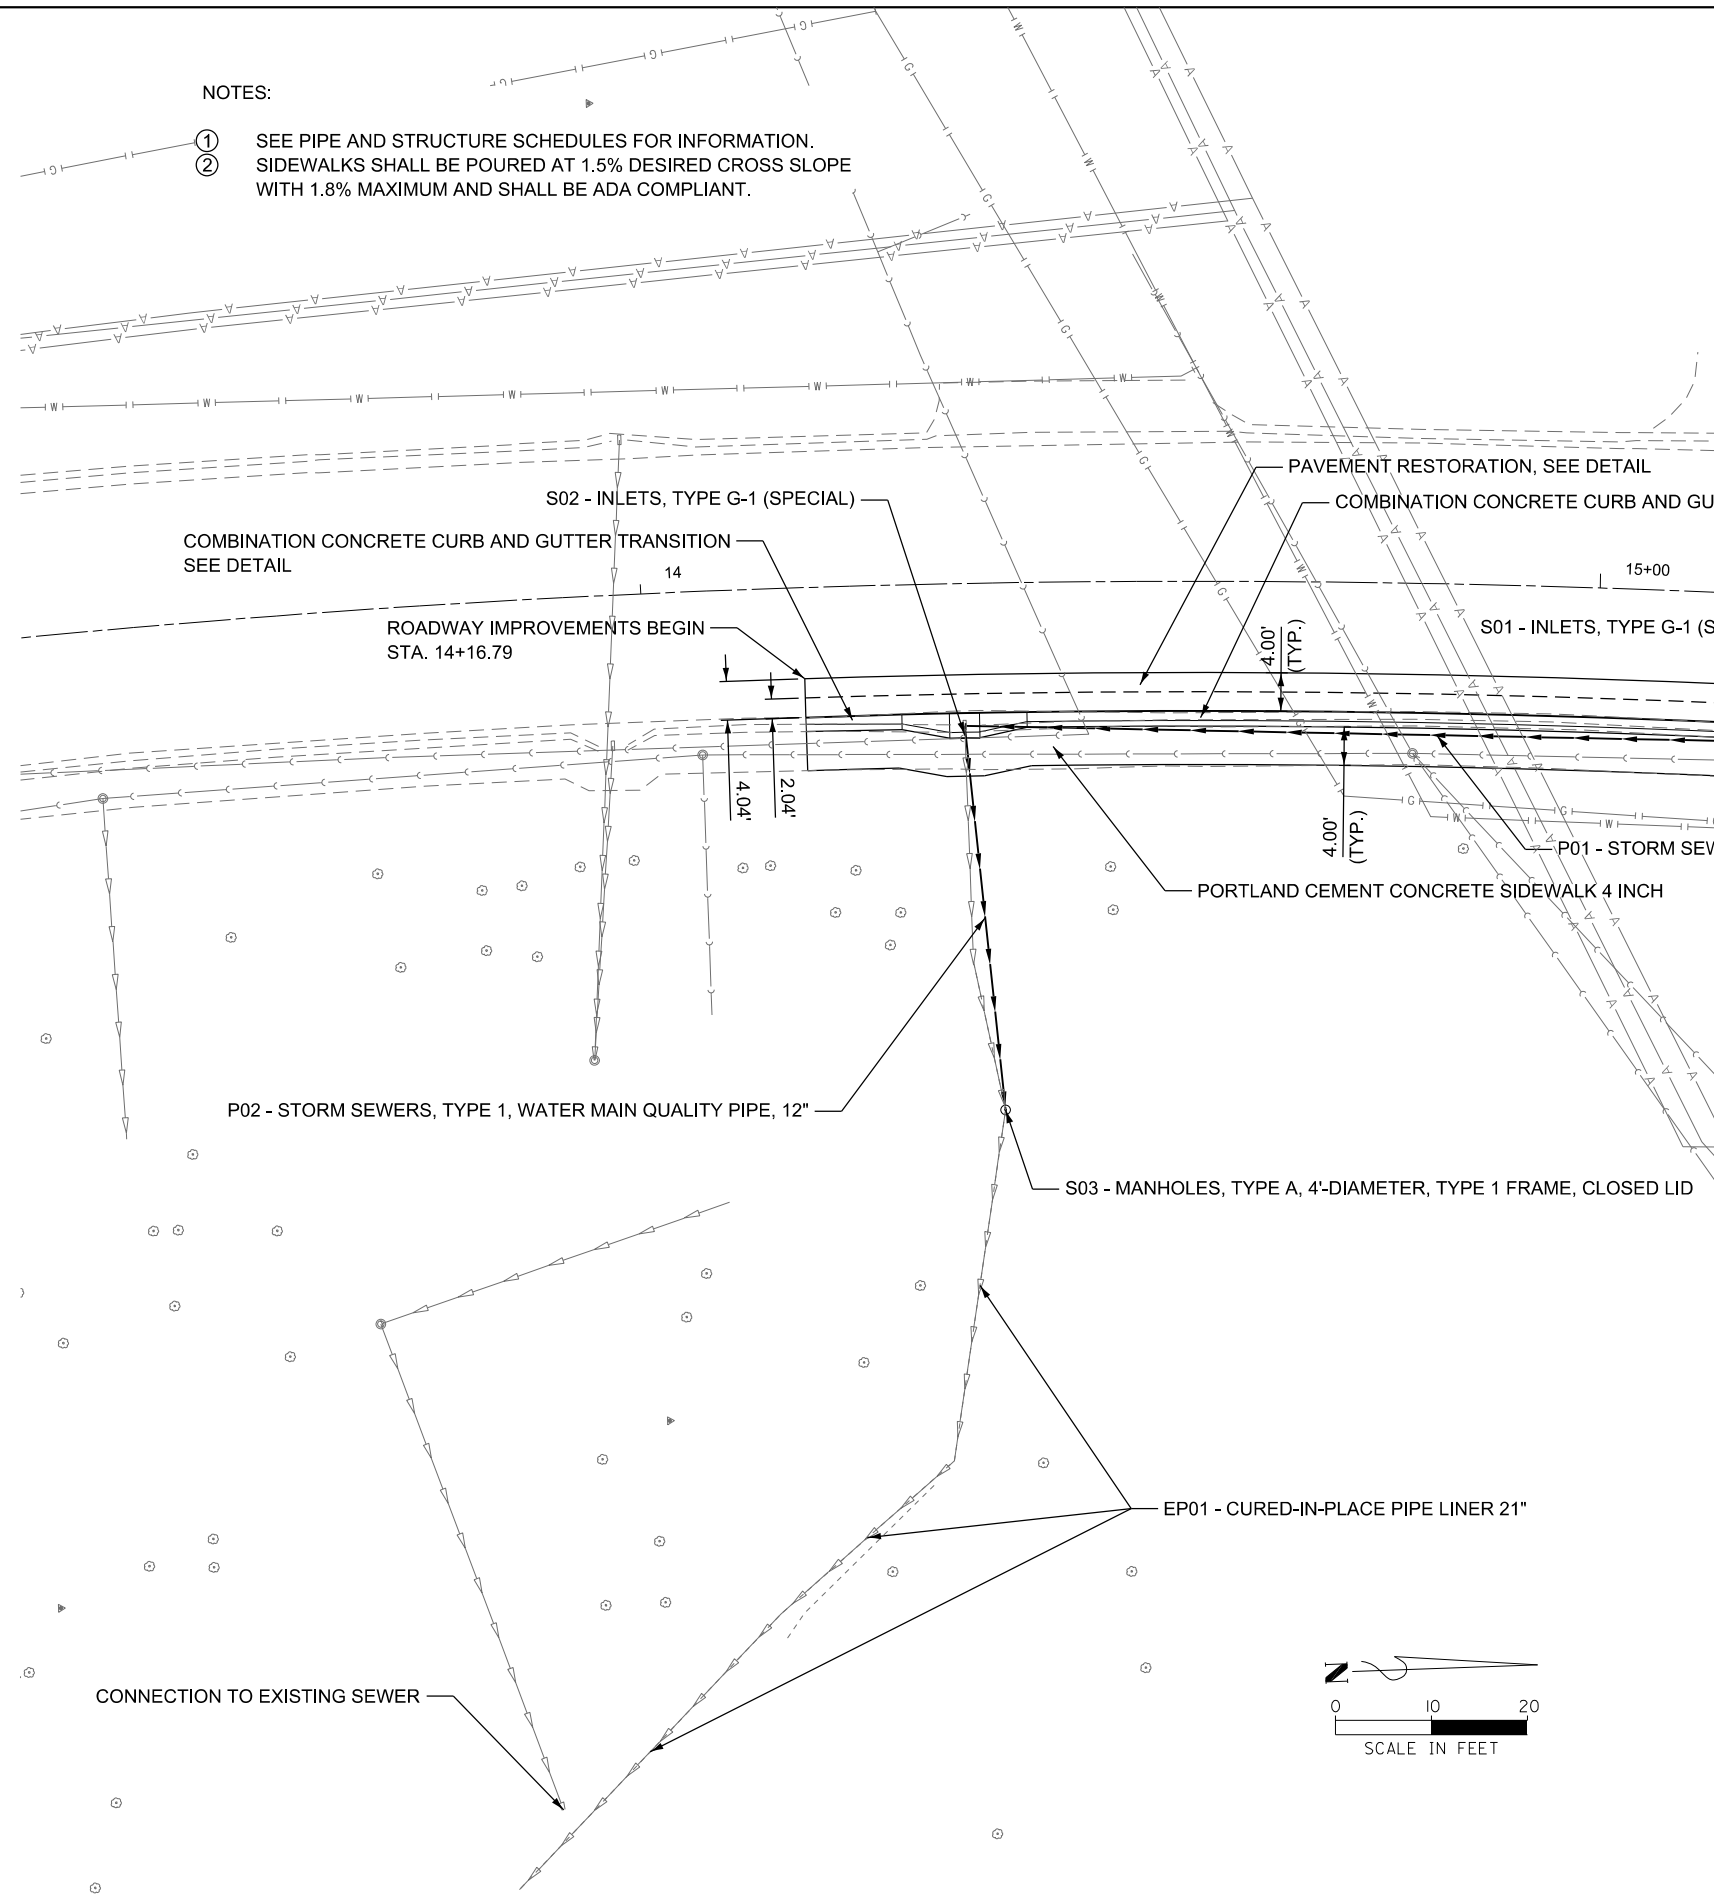 NOTES:
① SEE PIPE AND STRUCTURE SCHEDULES FOR INFORMATION.
② SIDEWALKS SHALL BE POURED AT 1.5% DESIRED CROSS SLOPE
WITH 1.8% MAXIMUM AND SHALL BE ADA COMPLIANT.
PAVEMENT RESTORATION, SEE DETAIL
S02 - INLETS, TYPE G-1 (SPECIAL)
COMBINATION CONCRETE CURB AND GU
COMBINATION CONCRETE CURB AND GUTTER TRANSITION
SEE DETAIL
14
15+00
ROADWAY IMPROVEMENTS BEGIN
STA. 14+16.79
S01 - INLETS, TYPE G-1 (S
4.00'
(TYP.)
4.04'
2.04'
4.00'
(TYP.)
P01 - STORM SEW
PORTLAND CEMENT CONCRETE SIDEWALK 4 INCH
P02 - STORM SEWERS, TYPE 1, WATER MAIN QUALITY PIPE, 12"
S03 - MANHOLES, TYPE A, 4'-DIAMETER, TYPE 1 FRAME, CLOSED LID
EP01 - CURED-IN-PLACE PIPE LINER 21"
CONNECTION TO EXISTING SEWER
N
0 10 20
SCALE IN FEET